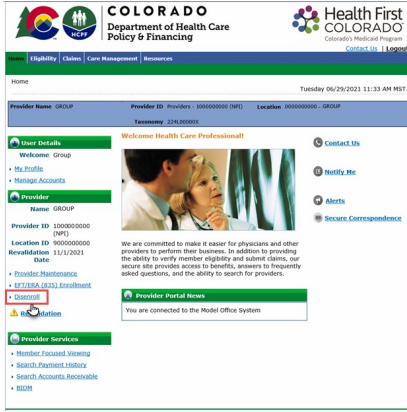 COLORADO
Department of Health Care
Policy & Financing
HCPF
Health First
COLORADO
Colorado's Medicaid Program
Contact Us | Logout
Home Eligibility Claims Care Management Resources
Home
Tuesday 06/29/2021 11:33 AM MST
Provider Name GROUP Provider ID Providers - 1000000000 (NPI) Location 0000000000 - GROUP
Taxonomy 224L00000X
User Details
Welcome Group
My Profile
Manage Accounts
Provider
Name GROUP
Provider ID 1000000000
(NPI)
Location ID 9000000000
Revalidation 11/1/2021
Date
Provider Maintenance
EFT/ERA (835) Enrollment
Disenroll
Provider Services
Member Focused Viewing
Search Payment History
Search Accounts Receivable
BIDM
Welcome Health Care Professional!
We are committed to make it easier for physicians and other
providers to perform their business. In addition to providing
the ability to verify member eligibility and submit claims, our
secure site provides access to benefits, answers to frequently
asked questions, and the ability to search for providers.
Provider Portal News
You are connected to the Model Office System
Contact Us
Notify Me
Alerts
Secure Correspondence